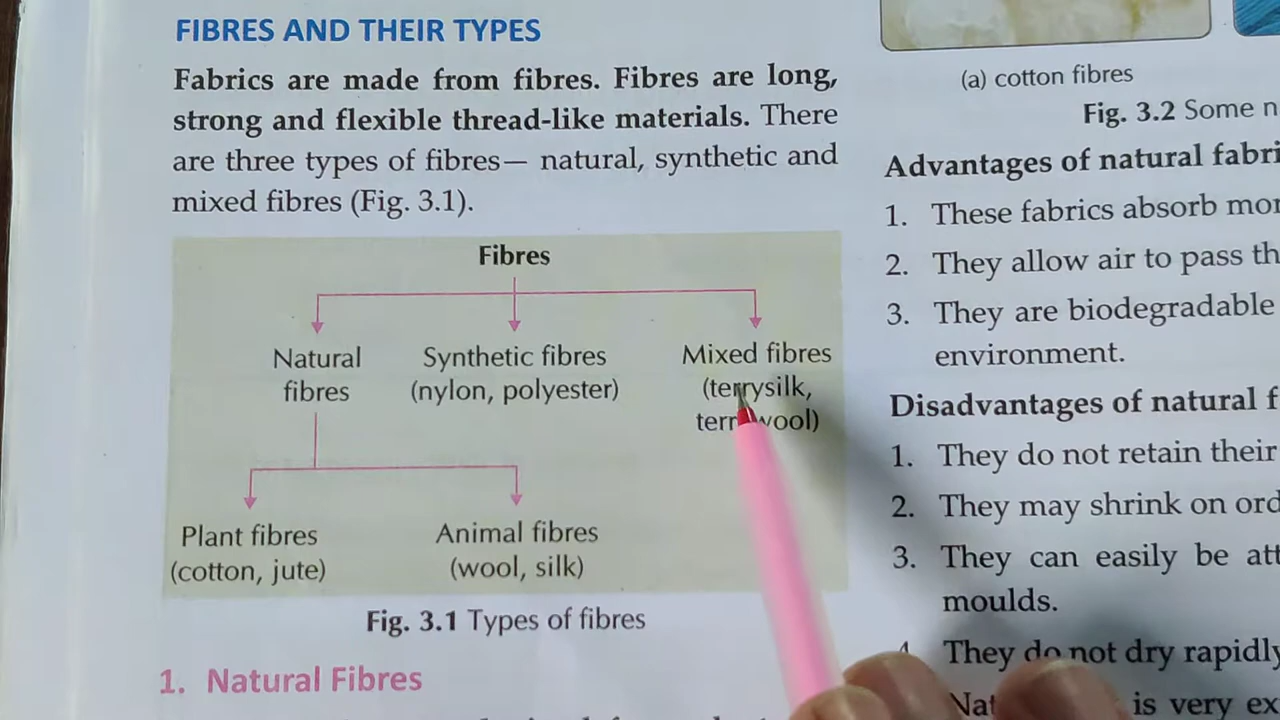 FIBRES AND THEIR TYPES
Fabrics are made from fibres. Fibres are long,
strong and flexible thread-like materials. There
are three types of fibres— natural, synthetic and
mixed fibres (Fig. 3.1).
Fibres
Natural
fibres
Synthetic fibres
(nylon, polyester)
Mixed fibres
(terrysilk,
Plant fibres
(cotton, jute)
Animal fibres
(wool, silk)
Fig. 3.1 Types of fibres
1. Natural Fibres
(a) cotton fibres
Fig. 3.2 Some
Advantages of natural
1. These fabrics absorb
2. They allow air to pass
3. They are biodegradable
environment.
Disadvantages of natural
1. They do not retain their
2. They may shrink on
3. They can easily be
moulds.
4. They do not dry rapidly
is very